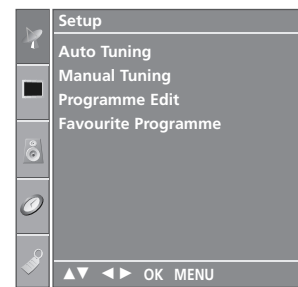 Setup
Auto Tuning
Manual Tuning
Programme Edit
Favourite Programme
▲▼ ◄► OK MENU